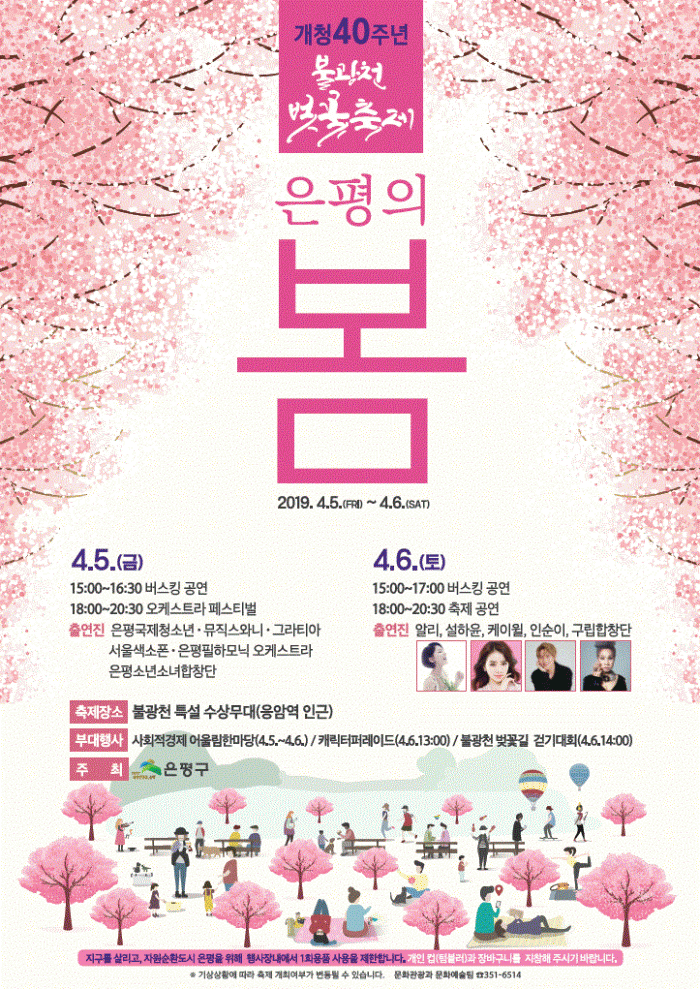 개청40주년
불광천
벚꽃축제
은평의
봄
2019. 4.5.(FRI) ~ 4.6.(SAT)
4.5.(금)
15:00~16:30 버스킹 공연
18:00~20:30 오케스트라 페스티벌
출연진 은평국제청소년·뮤직스와니·그라티아
서울색소폰·은평필하모닉 오케스트라
은평소년소녀합창단
4.6.(토)
15:00~17:00 버스킹 공연
18:00~20:30 축제 공연
출연진 알리, 설하윤, 케이윌, 인순이, 구립합창단
축제장소 불광천 특설 수상무대(응암역 인근)
부대행사 사회적경제 어울림한마당(4.5.~4.6.) / 캐릭터퍼레이드(4.6.13:00) / 불광천 벚꽃길 걷기대회(4.6.14:00)
주 최 은평구
지구를 살리고, 자원순환도시 은평을 위해 행사장내에서 1회용품 사용을 제한합니다. 개인 컵(텀블러)과 장바구니를 지참해 주시기 바랍니다.
※ 기상상황에 따라 축제 개최여부가 변동될 수 있습니다. 문화관광과 문화예술팀 ☎351-6514